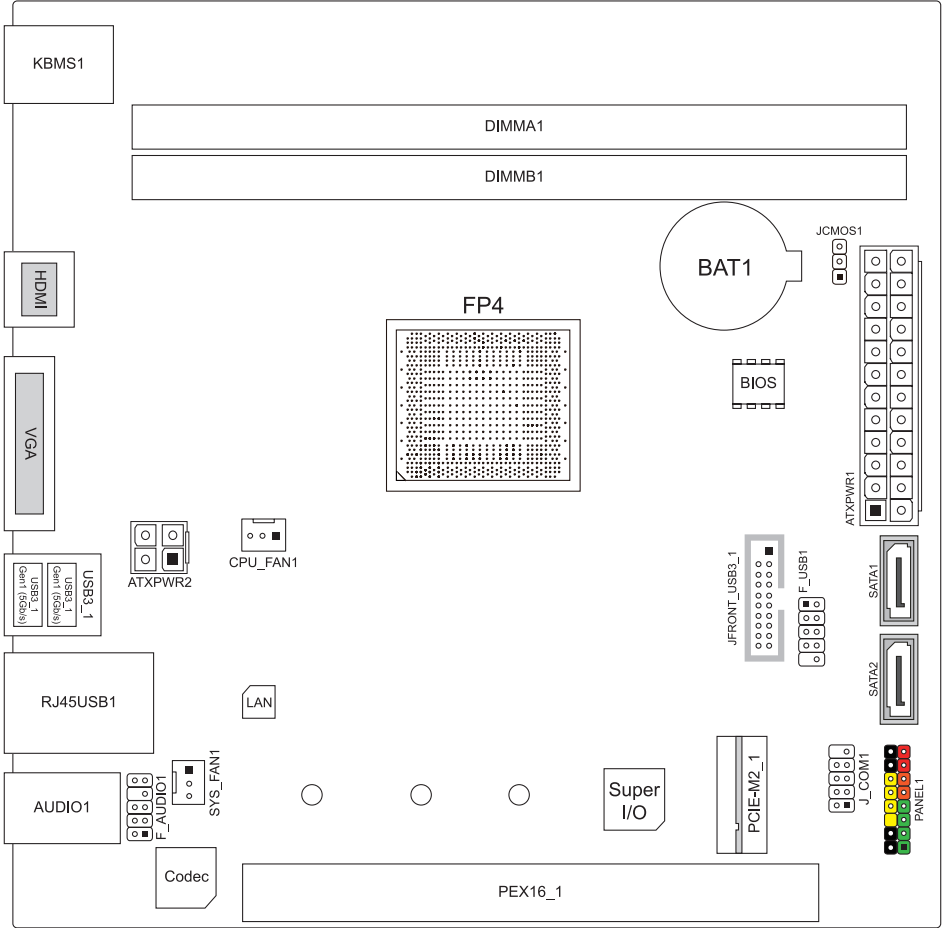 KBMS1
DIMMA1
DIMMB1
JCMOS1
BAT1
HDMI
FP4
BIOS
VGA
ATXPWR1
ATXPWR2
CPU_FAN1
JFRONT_USB3_1
F_USB1
SATA1
USB3_1
USB3_1
Gen1 (5Gb/s)
USB3_1
Gen1 (5Gb/s)
SATA2
RJ45USB1
LAN
SYS_FAN1
AUDIO1
F_AUDIO1
Super
I/O
PCIE-M2_1
J_COM1
PANEL1
Codec
PEX16_1